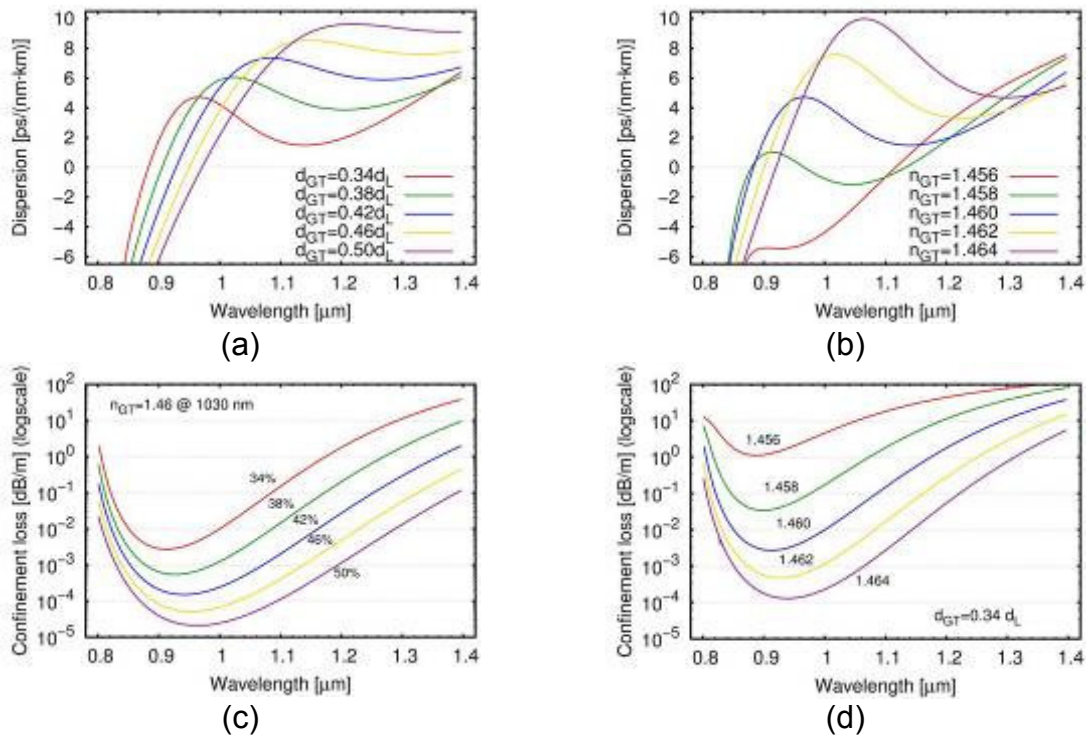 Dispersion [ps/(nm·km)]
10
8
6
4
2
0
−2
−4
−6
d_GT=0.34d_L
d_GT=0.38d_L
d_GT=0.42d_L
d_GT=0.46d_L
d_GT=0.50d_L
0.8 0.9 1 1.1 1.2 1.3 1.4
Wavelength [μm]
(a)
Dispersion [ps/(nm·km)]
10
8
6
4
2
0
−2
−4
−6
n_GT=1.456
n_GT=1.458
n_GT=1.460
n_GT=1.462
n_GT=1.464
0.8 0.9 1 1.1 1.2 1.3 1.4
Wavelength [μm]
(b)
Confinement loss [dB/m] (logscale)
10^2
10^1
10^0
10^−1
10^−2
10^−3
10^−4
10^−5
n_GT=1.46 @ 1030 nm
34%
38%
42%
46%
50%
0.8 0.9 1 1.1 1.2 1.3 1.4
Wavelength [μm]
(c)
Confinement loss [dB/m] (logscale)
10^2
10^1
10^0
10^−1
10^−2
10^−3
10^−4
10^−5
1.456
1.458
1.460
1.462
1.464
d_GT=0.34 d_L
0.8 0.9 1 1.1 1.2 1.3 1.4
Wavelength [μm]
(d)